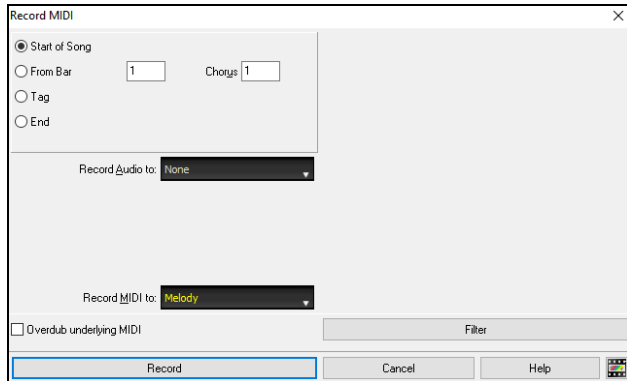 Record MIDI
Start of Song
From Bar 1 Chorus 1
Tag
End
Record Audio to: None
Record MIDI to: Melody
Overdub underlying MIDI Filter
Record Cancel Help